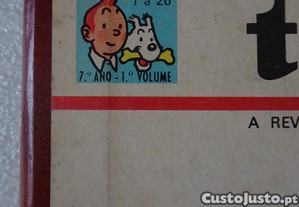 1 a 26
t
7.º ANO - 1.º VOLUME
A REV
CustoJusto.pt